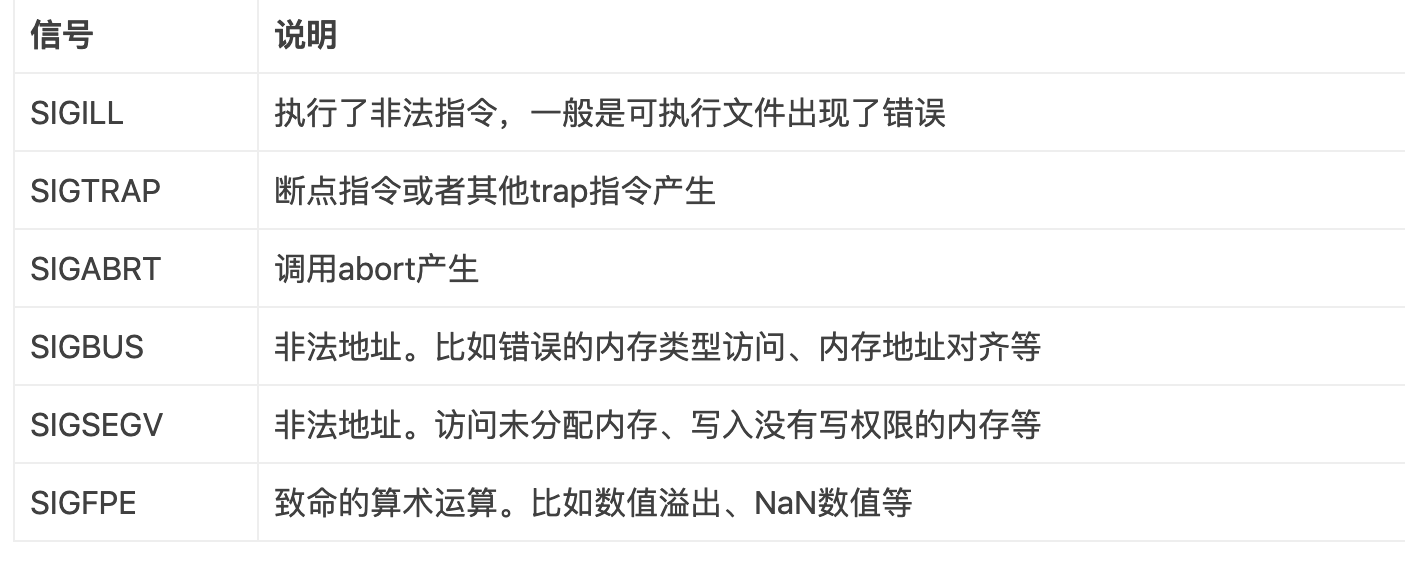 信号 说明
SIGILL 执行了非法指令，一般是可执行文件出现了错误
SIGTRAP 断点指令或者其他trap指令产生
SIGABRT 调用abort产生
SIGBUS 非法地址。比如错误的内存类型访问、内存地址对齐等
SIGSEGV 非法地址。访问未分配内存、写入没有写权限的内存等
SIGFPE 致命的算术运算。比如数值溢出、NaN数值等